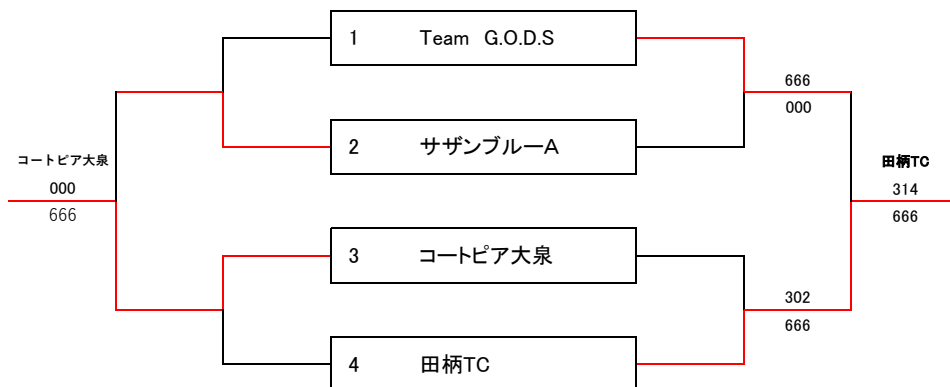 1 Team G.O.D.S
666
000
2 サザンブルーA
コートピア大泉
000
666
田柄TC
314
666
3 コートピア大泉
302
666
4 田柄TC